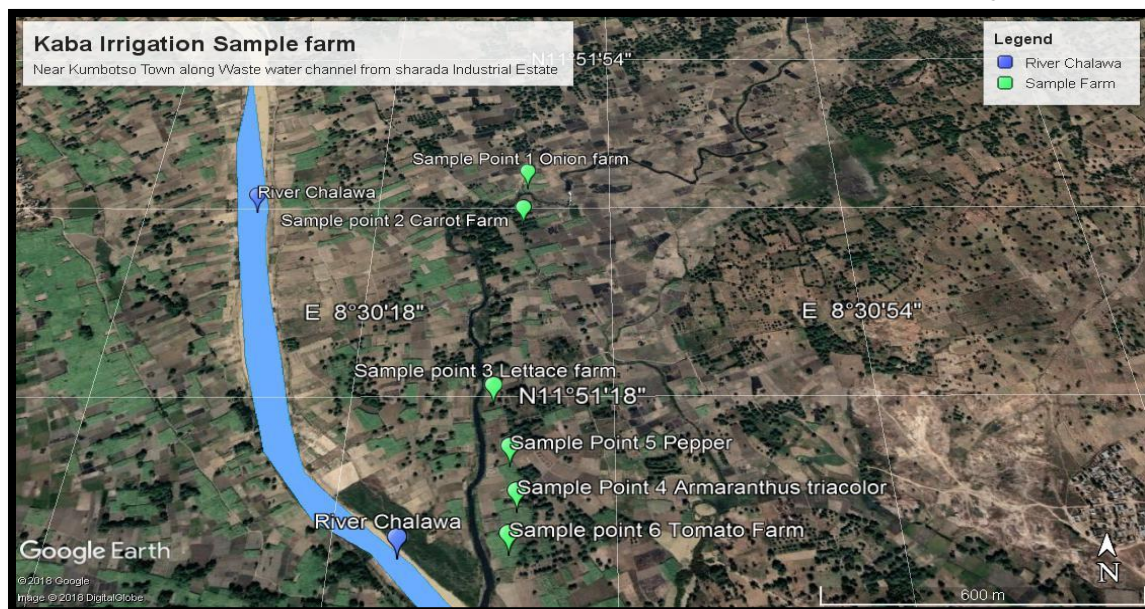 Kaba Irrigation Sample farm
Near Kumbotso Town along Waste water channel from sharada Industrial Estate
Legend
River Chalawa
Sample Farm
N11°51'54"
Sample Point 1 Onion farm
River Chalawa
Sample point 2 Carrot Farm
E 8°30'18"
E 8°30'54"
Sample point 3 Lettace farm
N11°51'18"
Sample Point 5 Pepper
Sample Point 4 Armaranthus triacolor
River Chalawa
Sample point 6 Tomato Farm
Google Earth
©2018 Google
Image © 2018 DigitalGlobe
600 m
N